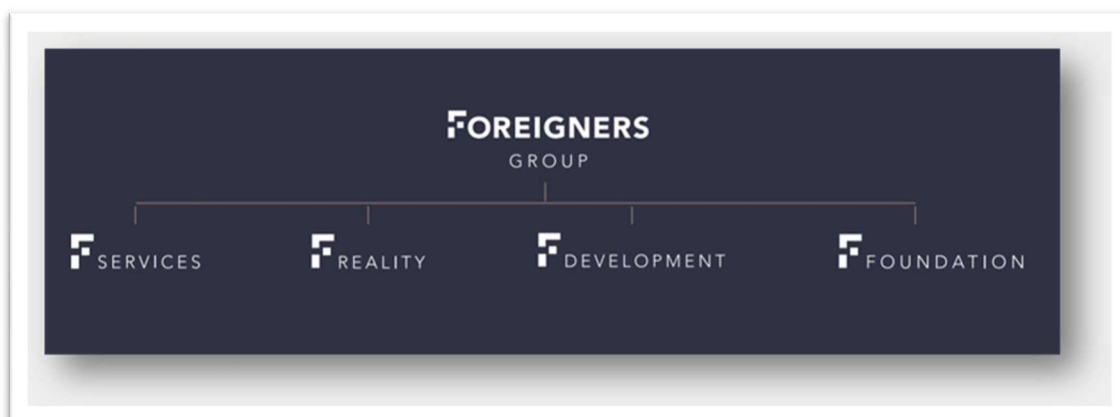 FOREIGNERS
GROUP
F SERVICES F REALITY F DEVELOPMENT F FOUNDATION